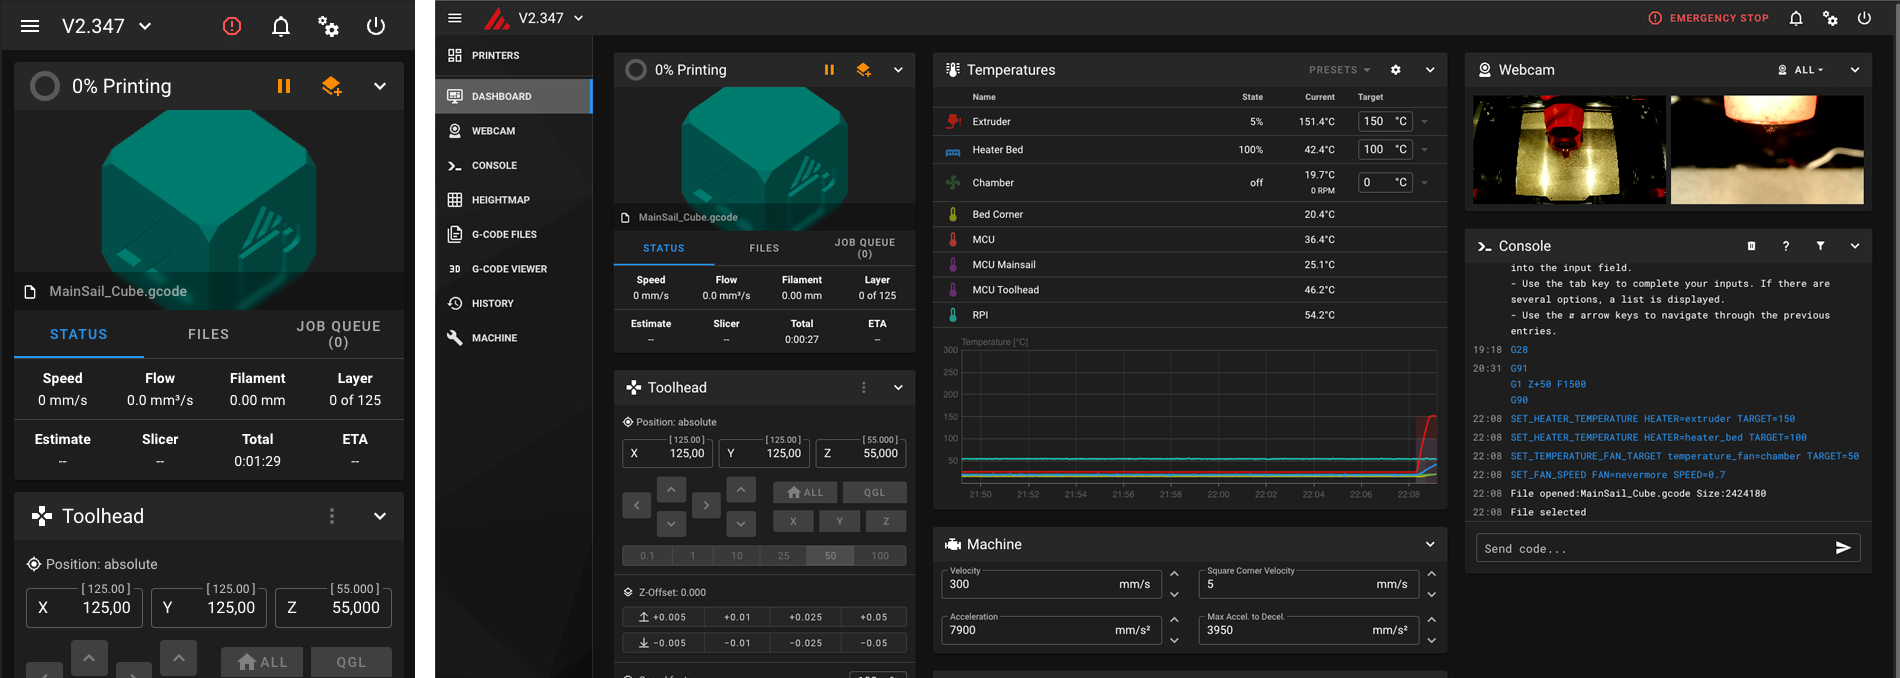 V2.347
0% Printing
MainSail_Cube.gcode
STATUS FILES JOB QUEUE (0)
Speed Flow Filament Layer
0 mm/s 0.0 mm³/s 0.00 mm 0 of 125
Estimate Slicer Total ETA
-- -- 0:01:29 --
Toolhead
Position: absolute
[125.00] [125.00] [55.000]
X 125,00 Y 125,00 Z 55,000
ALL QGL
V2.347
EMERGENCY STOP
PRINTERS
DASHBOARD
WEBCAM
CONSOLE
HEIGHTMAP
G-CODE FILES
3D G-CODE VIEWER
HISTORY
MACHINE
0% Printing
MainSail_Cube.gcode
STATUS FILES JOB QUEUE (0)
Speed Flow Filament Layer
0 mm/s 0.0 mm³/s 0.00 mm 0 of 125
Estimate Slicer Total ETA
-- -- 0:00:27 --
Toolhead
Position: absolute
[125.00] [125.00] [55.000]
X 125,00 Y 125,00 Z 55,000
ALL QGL
X Y Z
0.1 1 10 25 50 100
Z-Offset: 0.000
+0.005 +0.01 +0.025 +0.05
-0.005 -0.01 -0.025 -0.05
Temperatures PRESETS
Name State Current Target
Extruder 5% 151.4°C 150 °C
Heater Bed 100% 42.4°C 100 °C
Chamber off 19.7°C 0 °C
0 RPM
Bed Corner 20.4°C
MCU 36.4°C
MCU Mainsail 25.1°C
MCU Toolhead 46.2°C
RPI 54.2°C
Temperature [°C]
300
250
200
150
100
50
21:50 21:52 21:54 21:56 21:58 22:00 22:02 22:04 22:06 22:08
Machine
Velocity Square Corner Velocity
300 mm/s 5 mm/s
Acceleration Max Accel. to Decel.
7900 mm/s² 3950 mm/s²
Webcam ALL
Console ?
into the input field.
- Use the tab key to complete your inputs. If there are
several options, a list is displayed.
- Use the ⇵ arrow keys to navigate through the previous
entries.
19:18 G28
20:31 G91
G1 Z+50 F1500
G90
22:08 SET_HEATER_TEMPERATURE HEATER=extruder TARGET=150
22:08 SET_HEATER_TEMPERATURE HEATER=heater_bed TARGET=100
22:08 SET_TEMPERATURE_FAN_TARGET temperature_fan=chamber TARGET=50
22:08 SET_FAN_SPEED FAN=nevermore SPEED=0.7
22:08 File opened:MainSail_Cube.gcode Size:2424180
22:08 File selected
Send code...